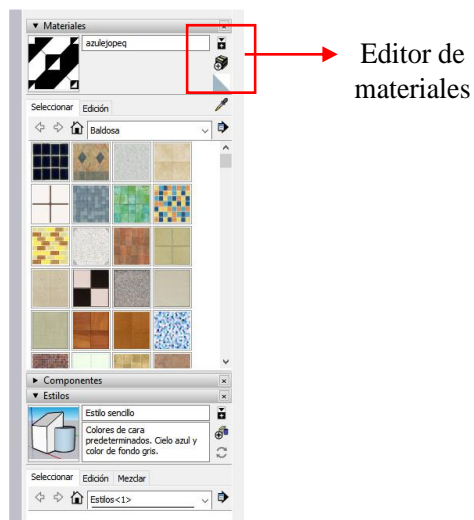 Materiales
azulejopeq
Editor de
materiales
Seleccionar Edición
Baldosa
Componentes
Estilos
Estilo sencillo
Colores de cara
predeterminados. Cielo azul y
color de fondo gris.
Seleccionar Edición Mezclar
Estilos<1>